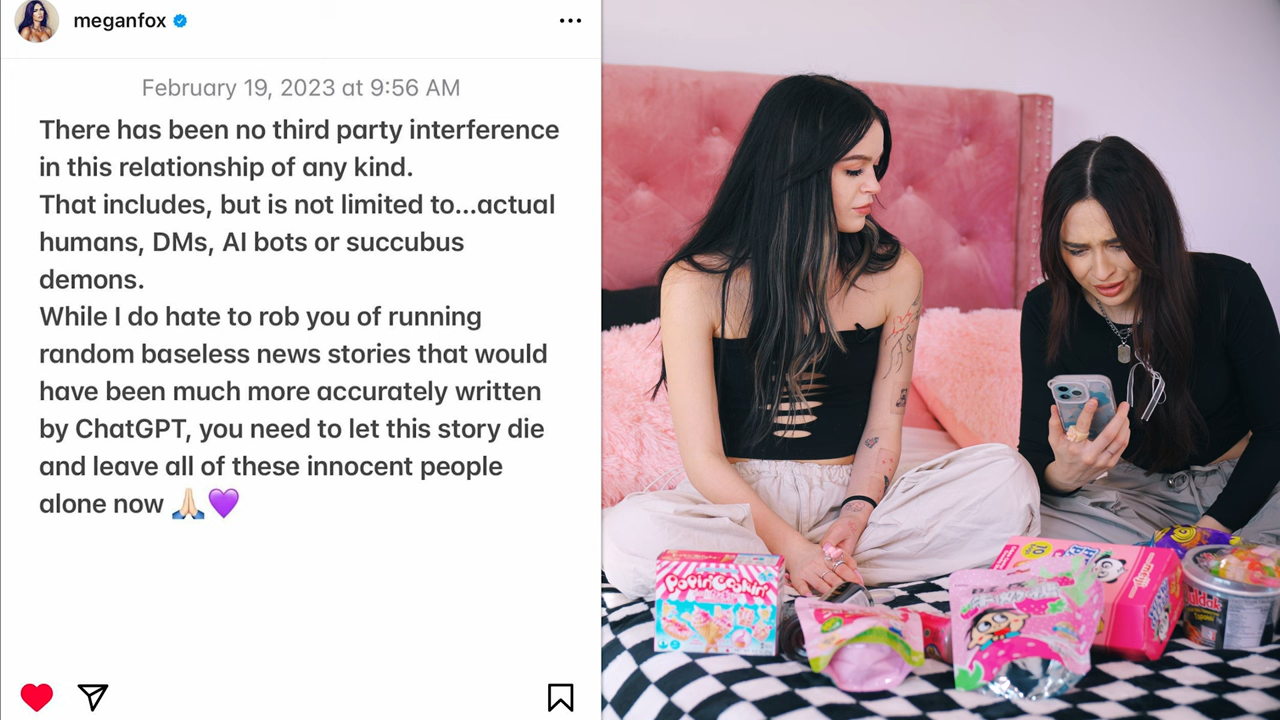 meganfox
February 19, 2023 at 9:56 AM
There has been no third party interference
in this relationship of any kind.
That includes, but is not limited to...actual
humans, DMs, AI bots or succubus
demons.
While I do hate to rob you of running
random baseless news stories that would
have been much more accurately written
by ChatGPT, you need to let this story die
and leave all of these innocent people
alone now 🙏🏻💜
Popin' Cookin'